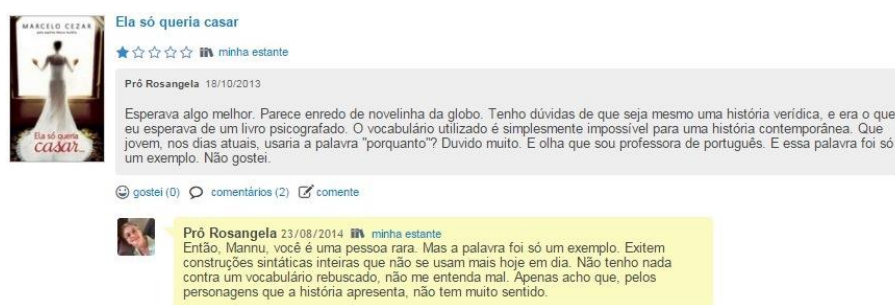 MARCELO CEZAR
Ela só queria
casar...
Ela só queria casar
minha estante
Prô Rosangela 18/10/2013
Esperava algo melhor. Parece enredo de novelinha da globo. Tenho dúvidas de que seja mesmo uma história verídica, e era o que
eu esperava de um livro psicografado. O vocabulário utilizado é simplesmente impossível para uma história contemporânea. Que
jovem, nos dias atuais, usaria a palavra "porquanto"? Duvido muito. E olha que sou professora de português. E essa palavra foi só
um exemplo. Não gostei.
gostei (0) comentários (2) comente
Prô Rosangela 23/08/2014 minha estante
Então, Mannu, você é uma pessoa rara. Mas a palavra foi só um exemplo. Exitem
construções sintáticas inteiras que não se usam mais hoje em dia. Não tenho nada
contra um vocabulário rebuscado, não me entenda mal. Apenas acho que, pelos
personagens que a história apresenta, não tem muito sentido.